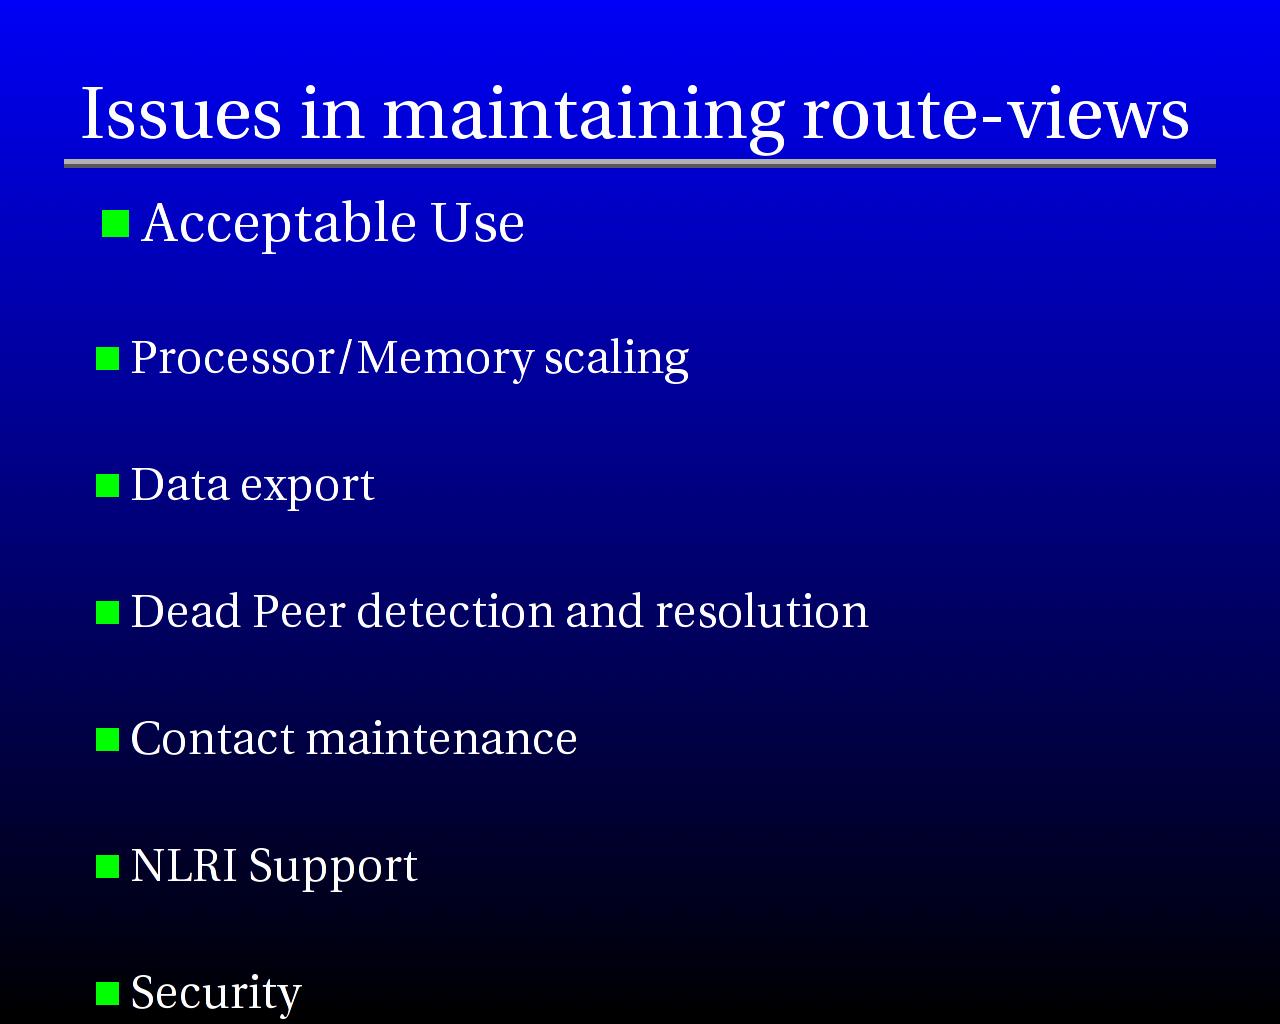 Issues in maintaining route-views
Acceptable Use
Processor/Memory scaling
Data export
Dead Peer detection and resolution
Contact maintenance
NLRI Support
Security